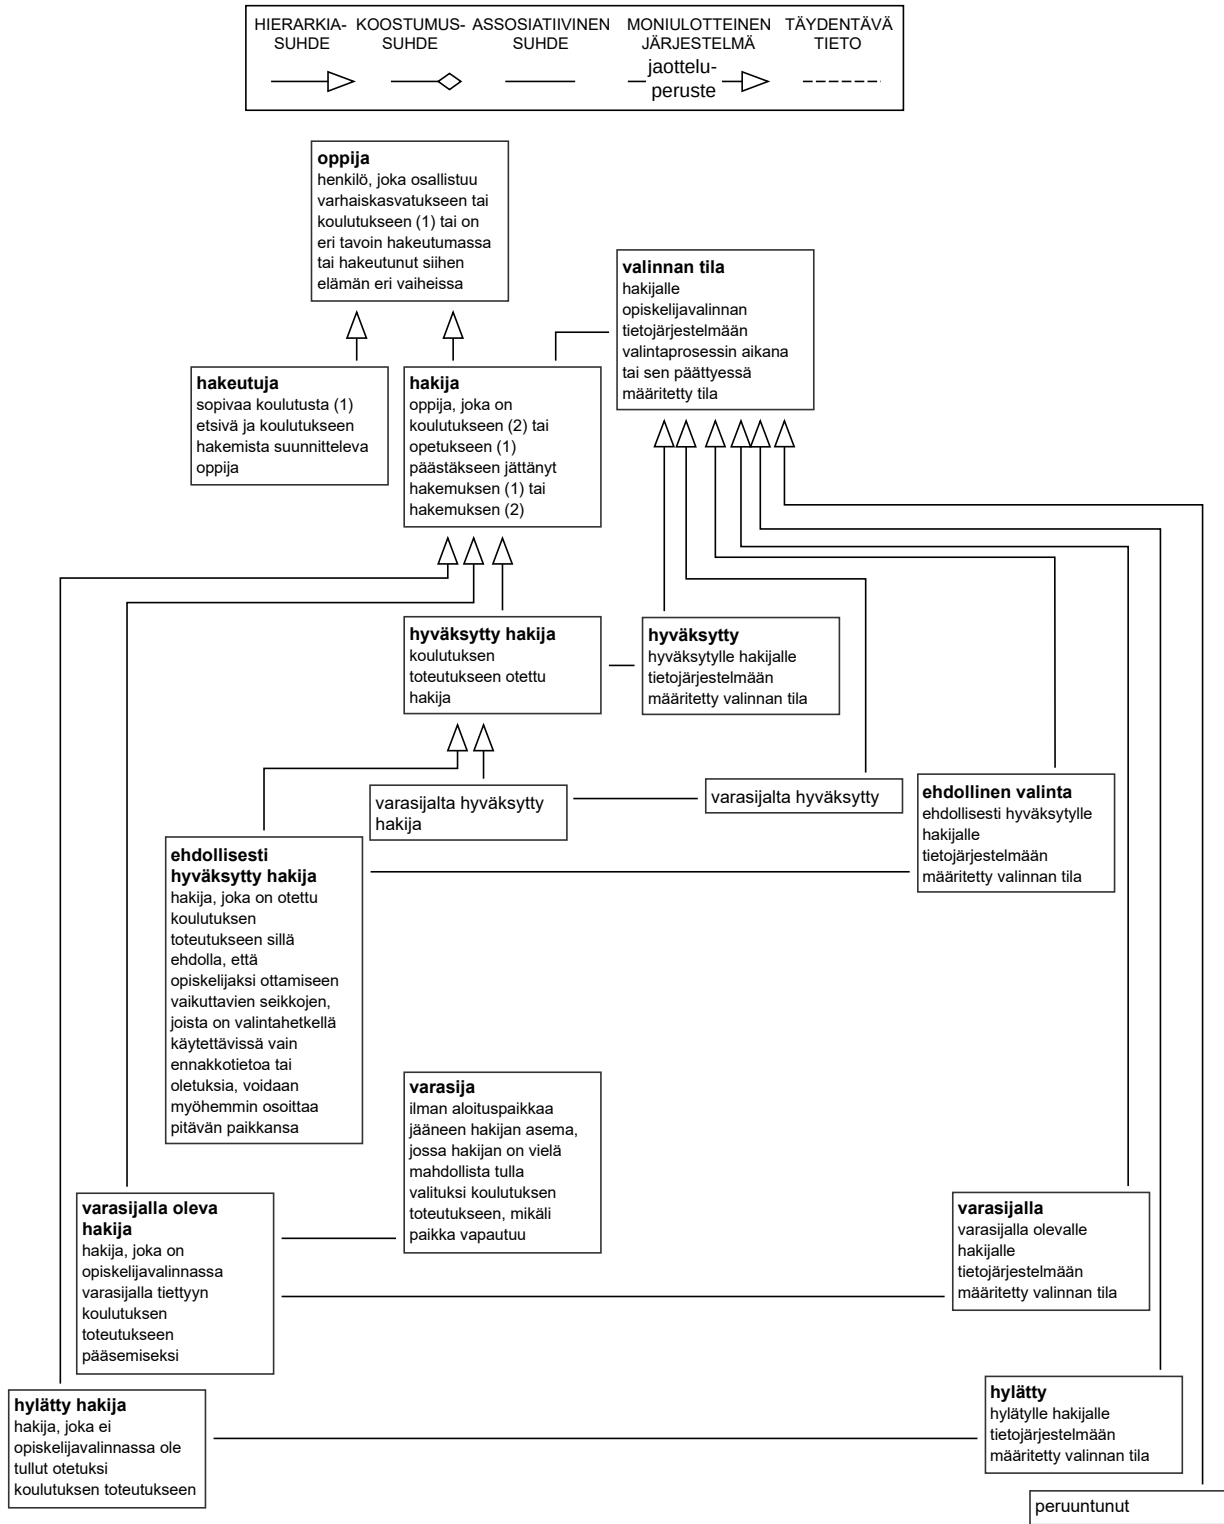 HIERARKIA-
SUHDE
KOOSTUMUS-
SUHDE
ASSOSIATIIVINEN
SUHDE
MONIULOTTEINEN
JÄRJESTELMÄ
jaottelu-
peruste
TÄYDENTÄVÄ
TIETO
oppija
henkilö, joka osallistuu
varhaiskasvatukseen tai
koulutukseen (1) tai on
eri tavoin hakeutumassa
tai hakeutunut siihen
elämän eri vaiheissa
valinnan tila
hakijalle
opiskelijavalinnan
tietojärjestelmään
valintaprosessin aikana
tai sen päättyessä
määritetty tila
hakeutuja
sopivaa koulutusta (1)
etsivä ja koulutukseen
hakemista suunnitteleva
oppija
hakija
oppija, joka on
koulutukseen (2) tai
opetukseen (1)
päästäkseen jättänyt
hakemuksen (1) tai
hakemuksen (2)
hyväksytty hakija
koulutuksen
toteutukseen otettu
hakija
hyväksytty
hyväksytylle hakijalle
tietojärjestelmään
määritetty valinnan tila
varasijalta hyväksytty
hakija
varasijalta hyväksytty
ehdollinen valinta
ehdollisesti hyväksytylle
hakijalle
tietojärjestelmään
määritetty valinnan tila
ehdollisesti
hyväksytty hakija
hakija, joka on otettu
koulutuksen
toteutukseen sillä
ehdolla, että
opiskelijaksi ottamiseen
vaikuttavien seikkojen,
joista on valintahetkellä
käytettävissä vain
ennakkotietoa tai
oletuksia, voidaan
myöhemmin osoittaa
pitävän paikkansa
varasija
ilman aloituspaikkaa
jääneen hakijan asema,
jossa hakijan on vielä
mahdollista tulla
valituksi koulutuksen
toteutukseen, mikäli
paikka vapautuu
varasijalla oleva
hakija
hakija, joka on
opiskelijavalinnassa
varasijalla tiettyyn
koulutuksen
toteutukseen
pääsemiseksi
varasijalla
varasijalla olevalle
hakijalle
tietojärjestelmään
määritetty valinnan tila
hylätty hakija
hakija, joka ei
opiskelijavalinnassa ole
tullut otetuksi
koulutuksen toteutukseen
hylätty
hylätylle hakijalle
tietojärjestelmään
määritetty valinnan tila
peruuntunut